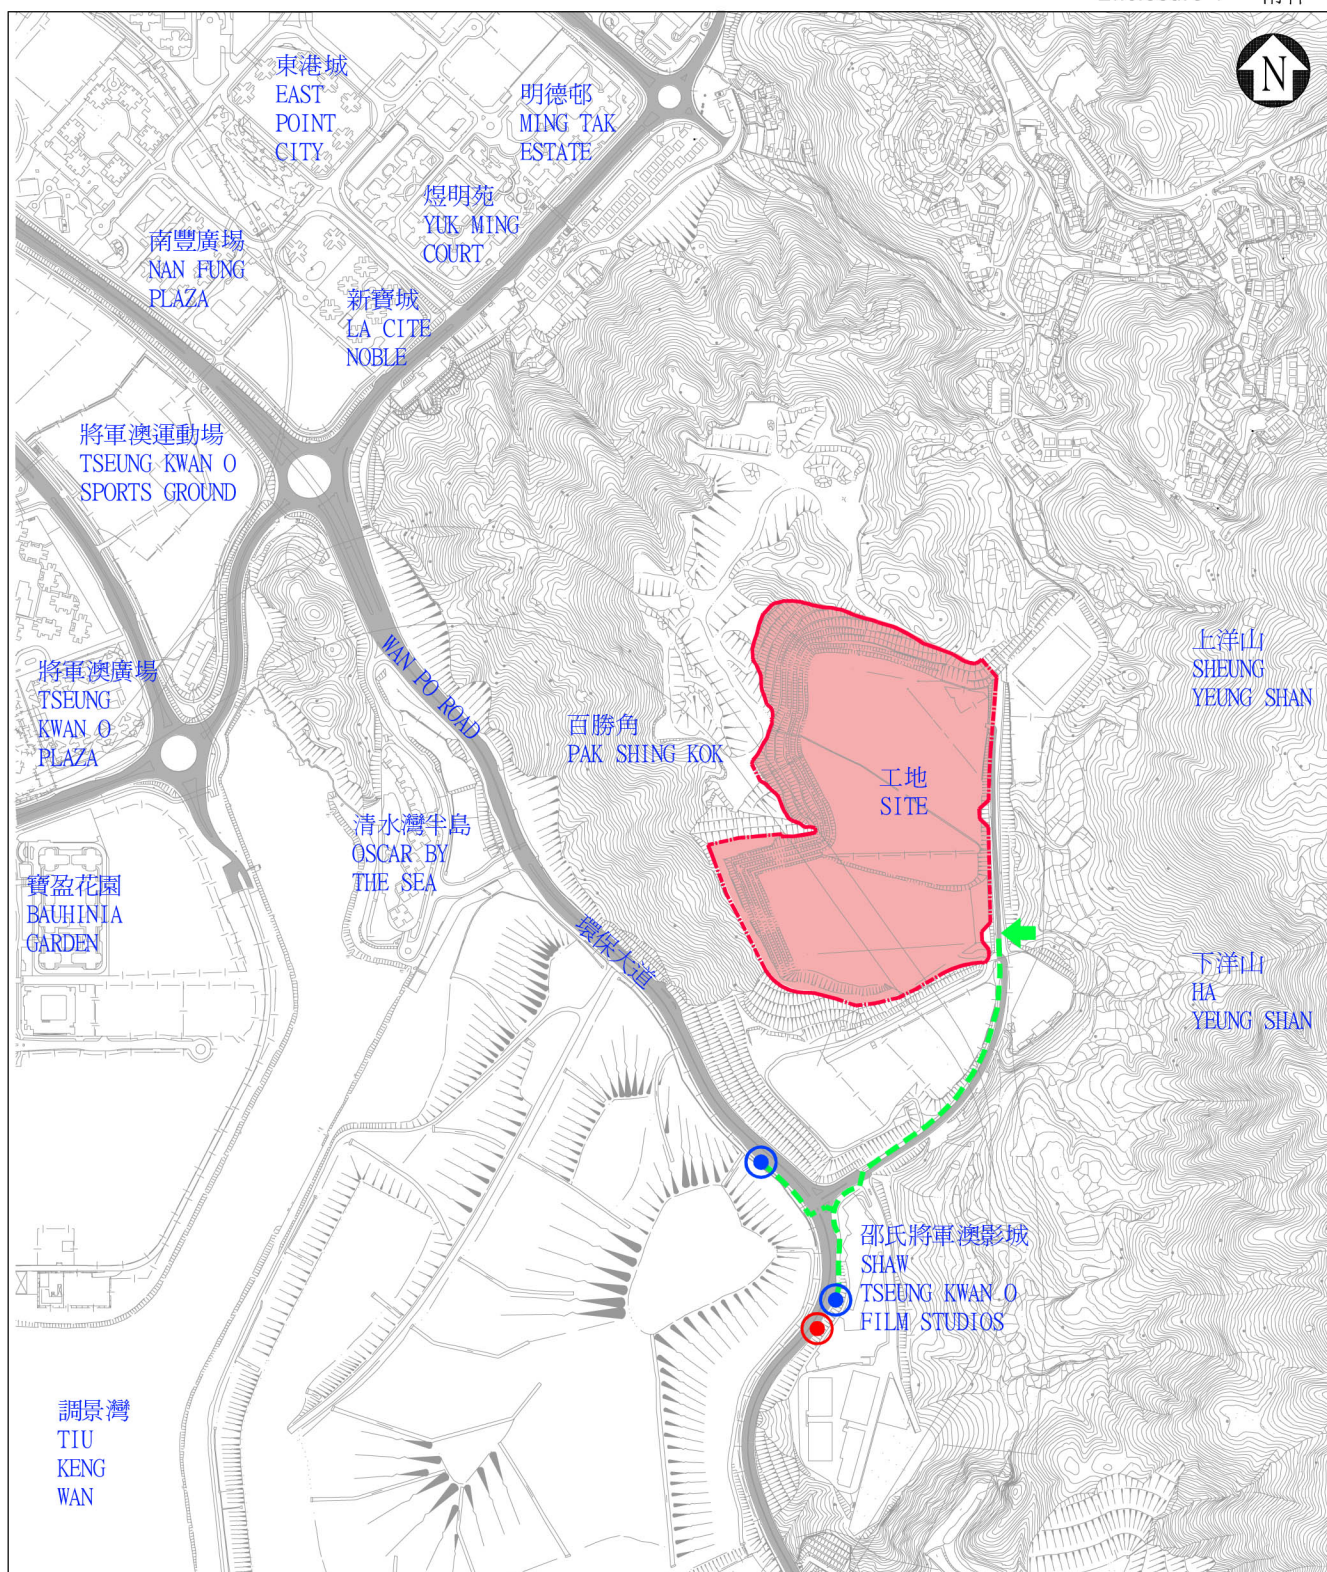 N
東港城
EAST
POINT
CITY
明德邨
MING TAK
ESTATE
煜明苑
YUK MING
COURT
南豐廣場
NAN FUNG
PLAZA
新寶城
LA CITE
NOBLE
將軍澳運動場
TSEUNG KWAN O
SPORTS GROUND
將軍澳廣場
TSEUNG
KWAN O
PLAZA
WAN PO ROAD
百勝角
PAK SHING KOK
上洋山
SHEUNG
YEUNG SHAN
工地
SITE
清水灣半島
OSCAR BY
THE SEA
寶盈花園
BAUHINIA
GARDEN
環保大道
下洋山
HA
YEUNG SHAN
邵氏將軍澳影城
SHAW
TSEUNG KWAN O
FILM STUDIOS
調景灣
TIU
KENG
WAN